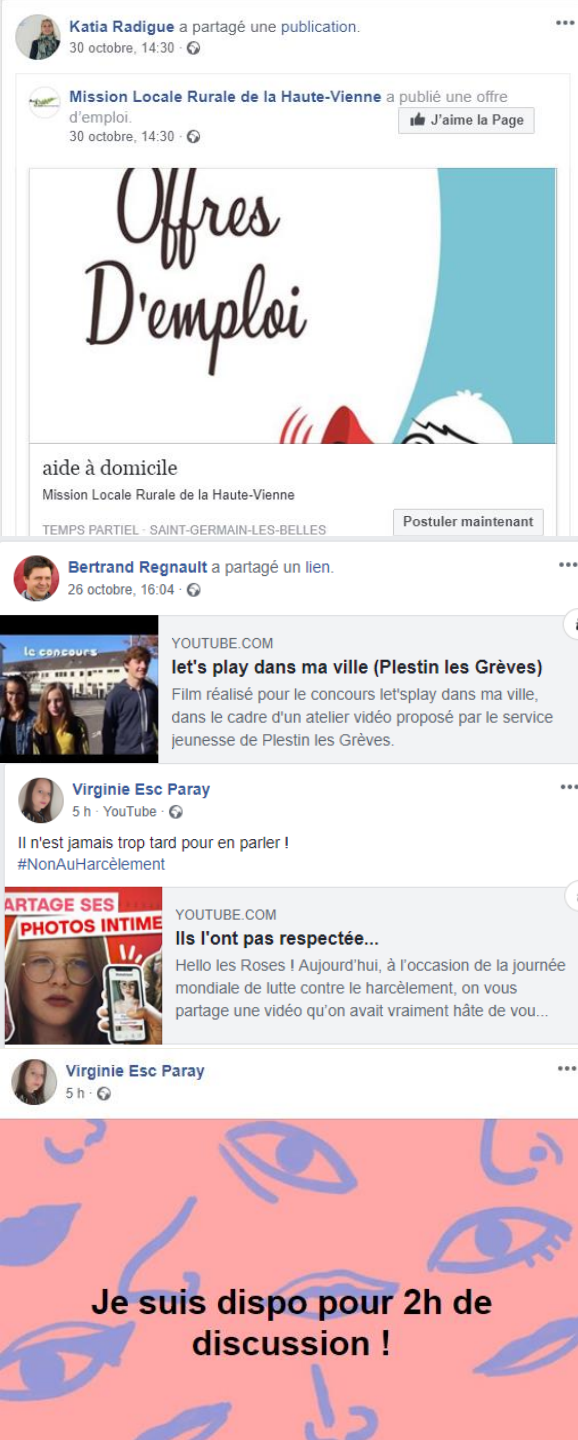 Katia Radigue a partagé une publication.
30 octobre, 14:30 ·
Mission Locale Rurale de la Haute-Vienne a publié une offre
d'emploi.
J'aime la Page
30 octobre, 14:30 ·
Offres
D'emploi
aide à domicile
Mission Locale Rurale de la Haute-Vienne
Postuler maintenant
TEMPS PARTIEL · SAINT-GERMAIN-LES-BELLES
Bertrand Regnault a partagé un lien.
26 octobre, 16:04 ·
le concours
YOUTUBE.COM
let's play dans ma ville (Plestin les Grèves)
Film réalisé pour le concours let'splay dans ma ville,
dans le cadre d'un atelier vidéo proposé par le service
jeunesse de Plestin les Grèves.
Virginie Esc Paray
5 h · YouTube ·
Il n'est jamais trop tard pour en parler !
#NonAuHarcèlement
ARTAGE SES
PHOTOS INTIME
YOUTUBE.COM
Ils l'ont pas respectée...
Hello les Roses ! Aujourd'hui, à l'occasion de la journée
mondiale de lutte contre le harcèlement, on vous
partage une vidéo qu'on avait vraiment hâte de vou...
Virginie Esc Paray
5 h ·
Je suis dispo pour 2h de
discussion !